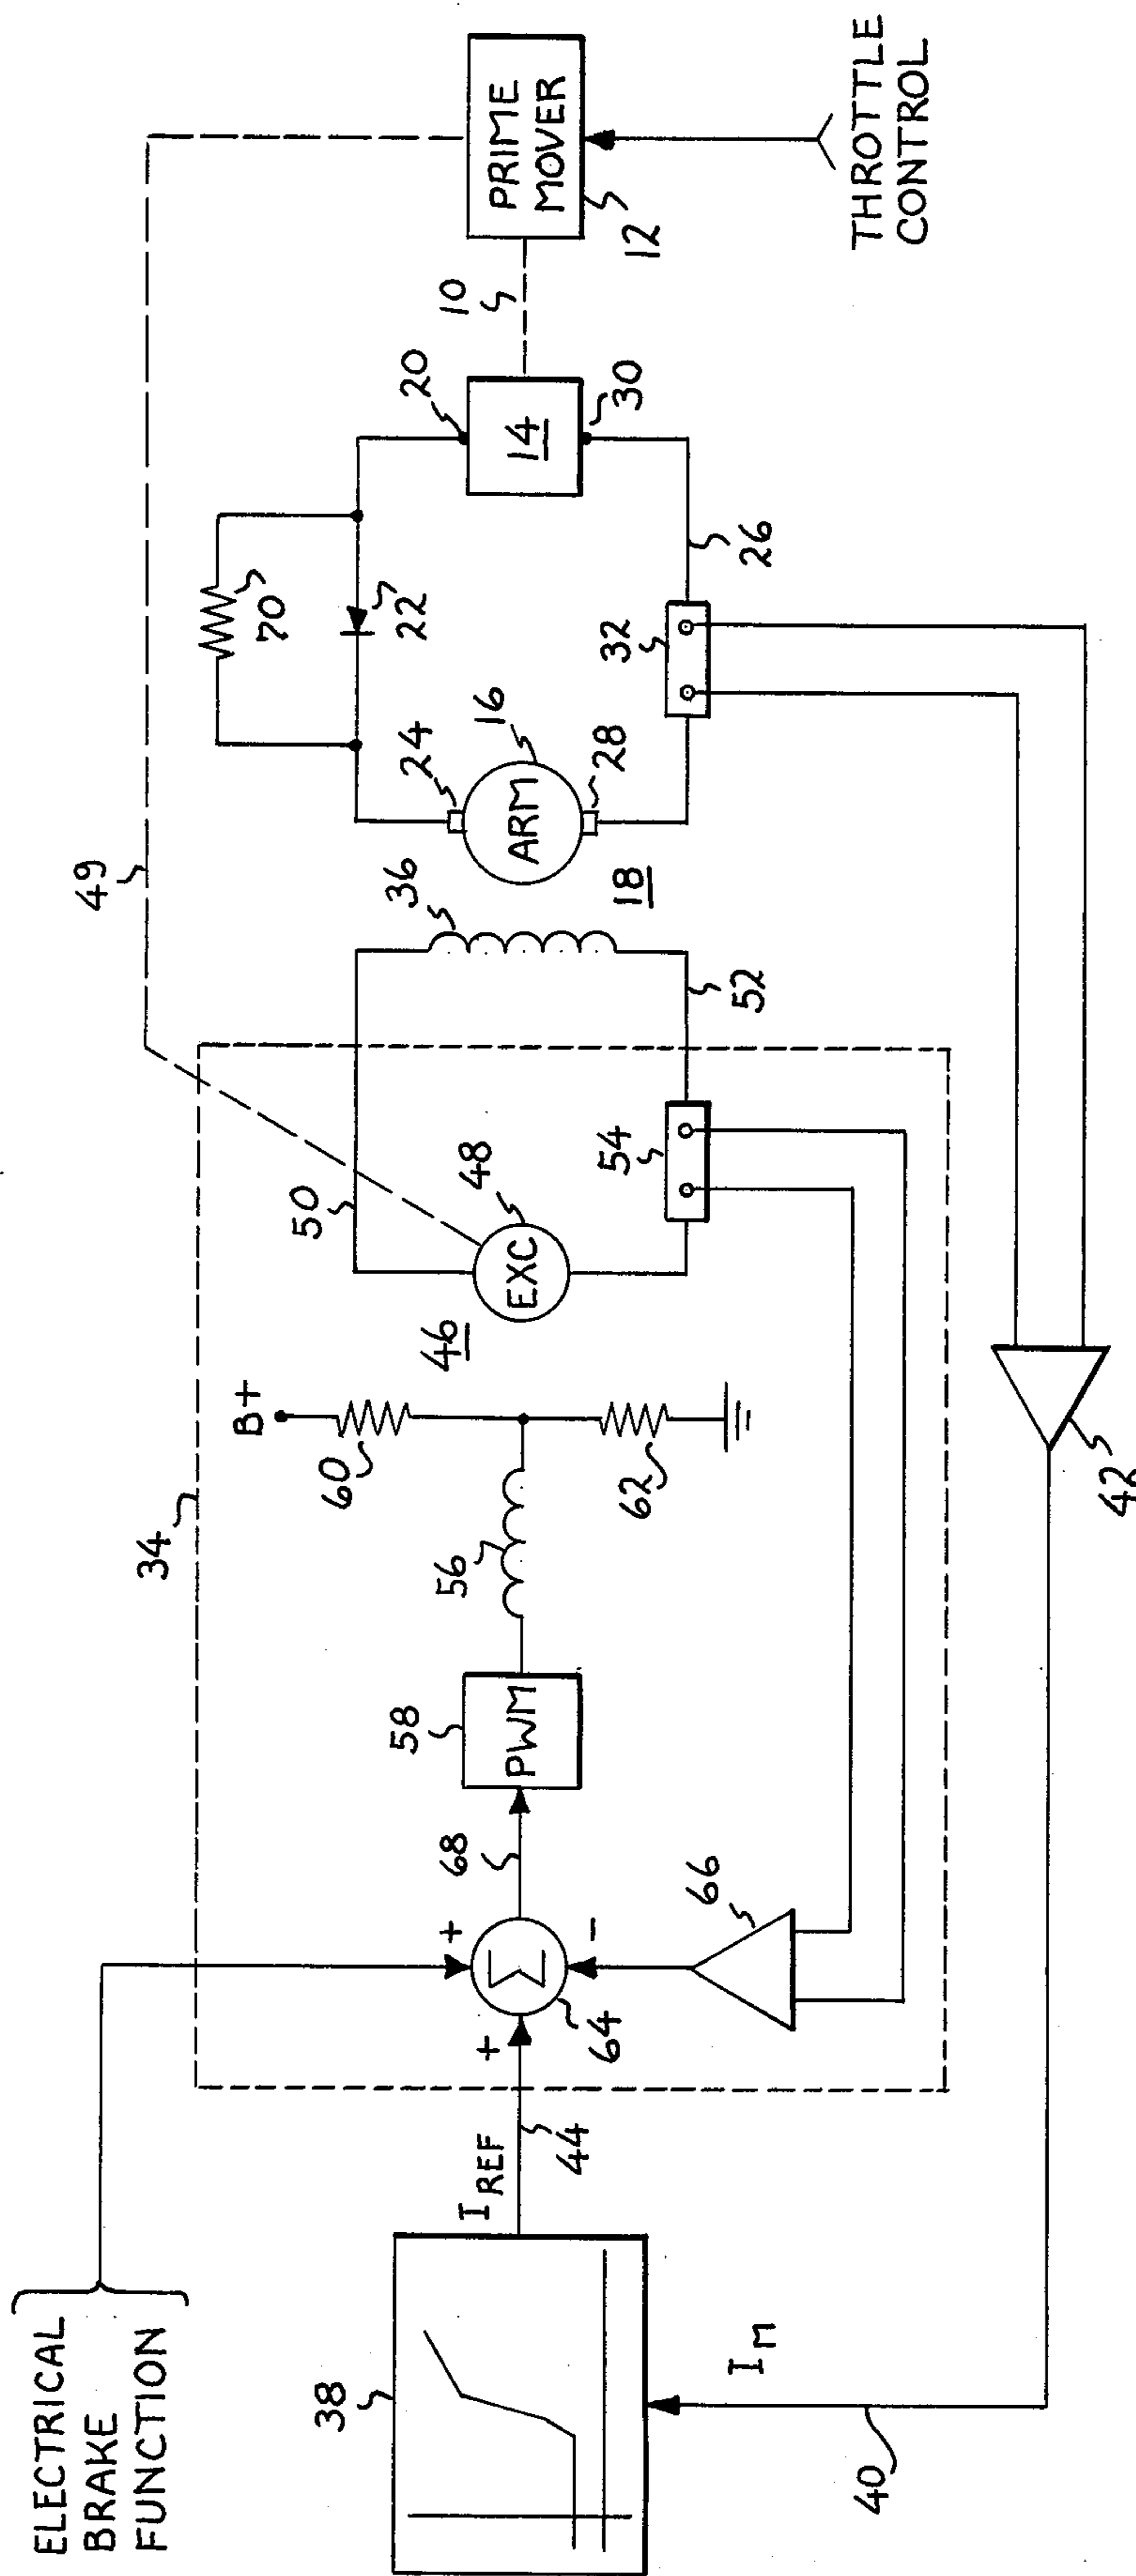 ELECTRICAL
BRAKE
FUNCTION
34
49
B+
60
50
46
EXC
48
36
24
16
ARM
28
18
70
22
20
14
30
10
PRIME
MOVER
12
THROTTLE
CONTROL
38
I REF
44
+
+
-
Σ
64
68
58
PWM
56
62
66
54
52
32
26
I M
40
42